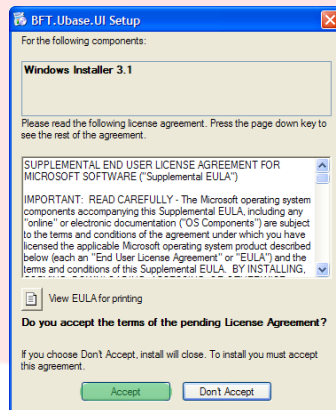 BFT.Ubase.UI Setup
For the following components:
Windows Installer 3.1
Please read the following license agreement. Press the page down key to
see the rest of the agreement.
SUPPLEMENTAL END USER LICENSE AGREEMENT FOR
MICROSOFT SOFTWARE ("Supplemental EULA")
IMPORTANT: READ CAREFULLY - The Microsoft operating system
components accompanying this Supplemental EULA, including any
"online" or electronic documentation ("OS Components") are subject
to the terms and conditions of the agreement under which you have
licensed the applicable Microsoft operating system product described
below (each an "End User License Agreement" or "EULA") and the
terms and conditions of this Supplemental EULA. BY INSTALLING,
View EULA for printing
Do you accept the terms of the pending License Agreement?
If you choose Don't Accept, install will close. To install you must accept
this agreement.
Accept
Don't Accept